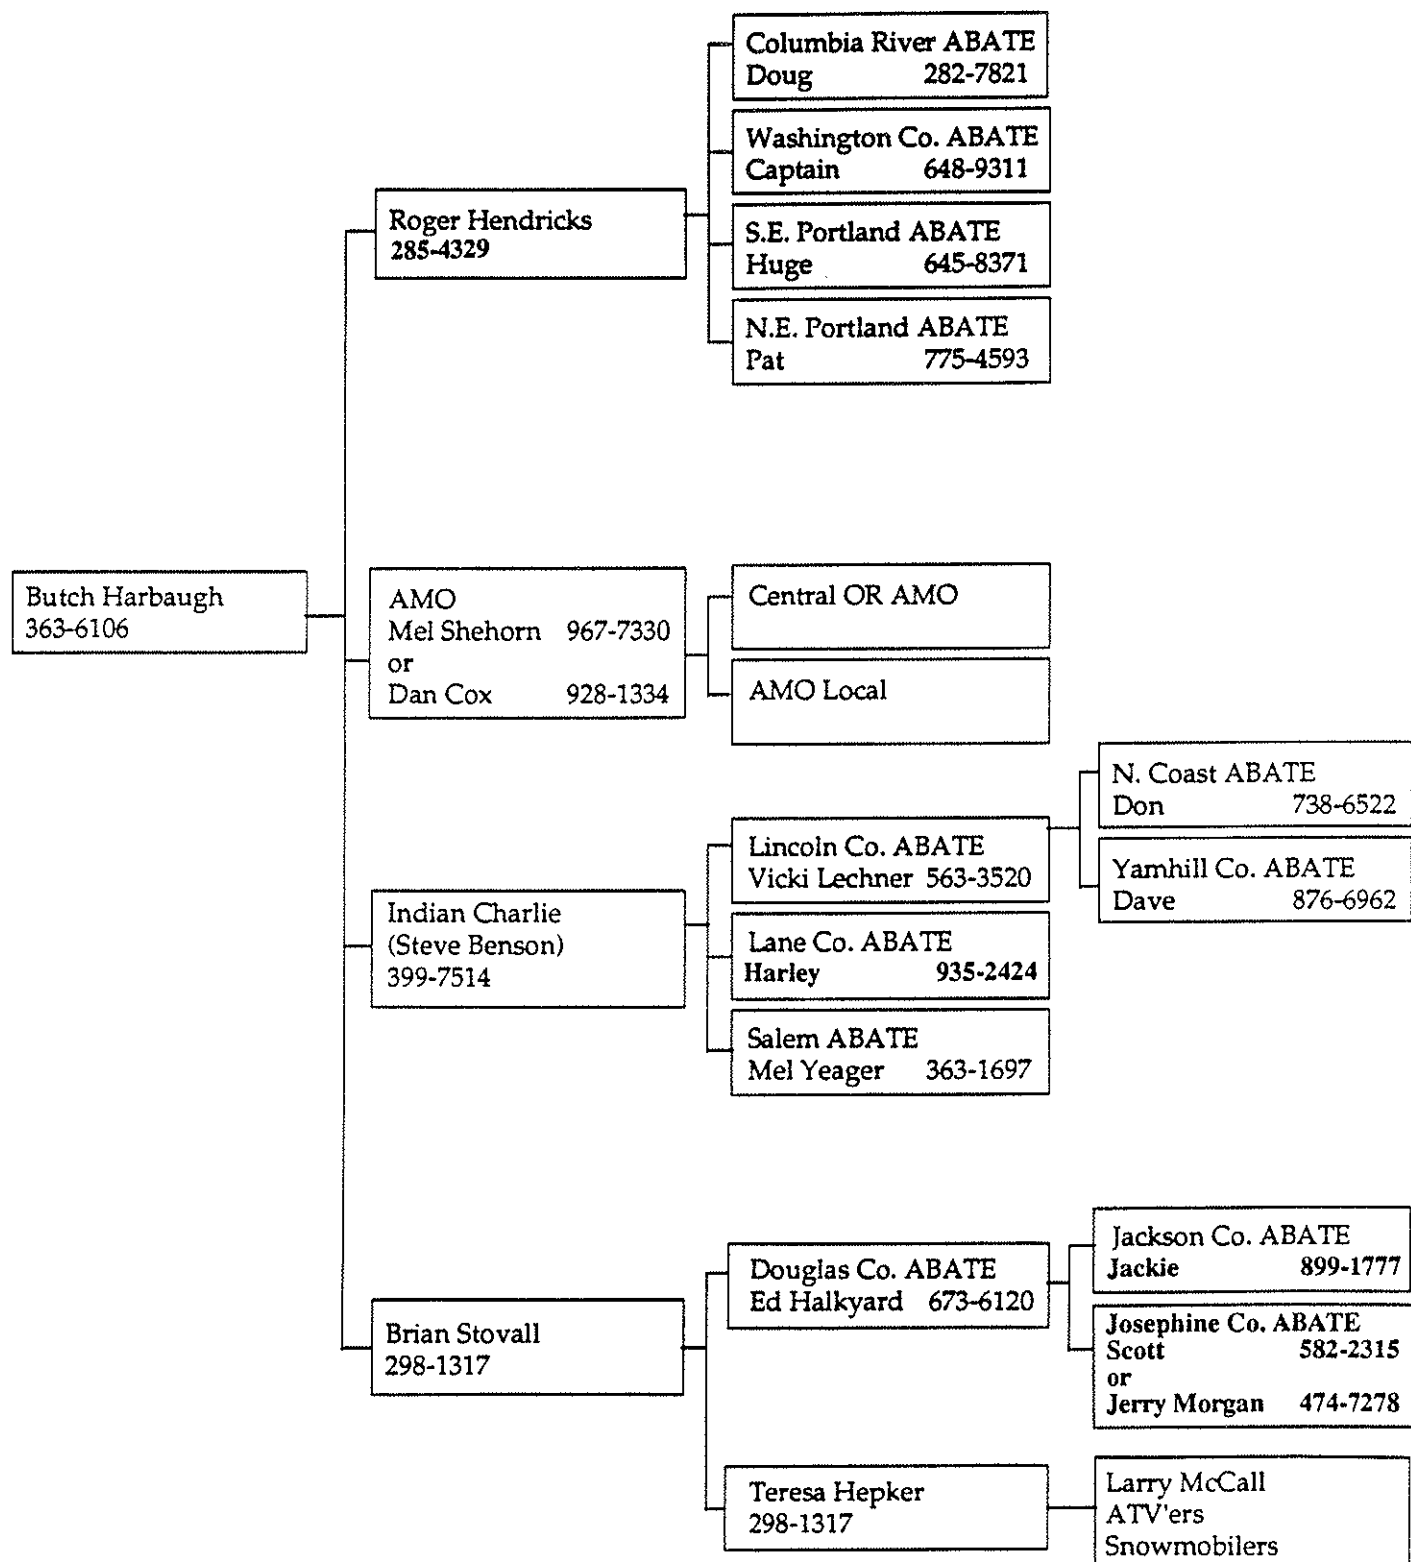 Columbia River ABATE
Doug 282-7821
Washington Co. ABATE
Captain 648-9311
Roger Hendricks
285-4329
S.E. Portland ABATE
Huge 645-8371
N.E. Portland ABATE
Pat 775-4593
Butch Harbaugh
363-6106
AMO
Mel Shehorn 967-7330
or
Dan Cox 928-1334
Central OR AMO
AMO Local
N. Coast ABATE
Don 738-6522
Yamhill Co. ABATE
Dave 876-6962
Lincoln Co. ABATE
Vicki Lechner 563-3520
Indian Charlie
(Steve Benson)
399-7514
Lane Co. ABATE
Harley 935-2424
Salem ABATE
Mel Yeager 363-1697
Jackson Co. ABATE
Jackie 899-1777
Douglas Co. ABATE
Ed Halkyard 673-6120
Brian Stovall
298-1317
Josephine Co. ABATE
Scott 582-2315
or
Jerry Morgan 474-7278
Teresa Hepker
298-1317
Larry McCall
ATV'ers
Snowmobilers